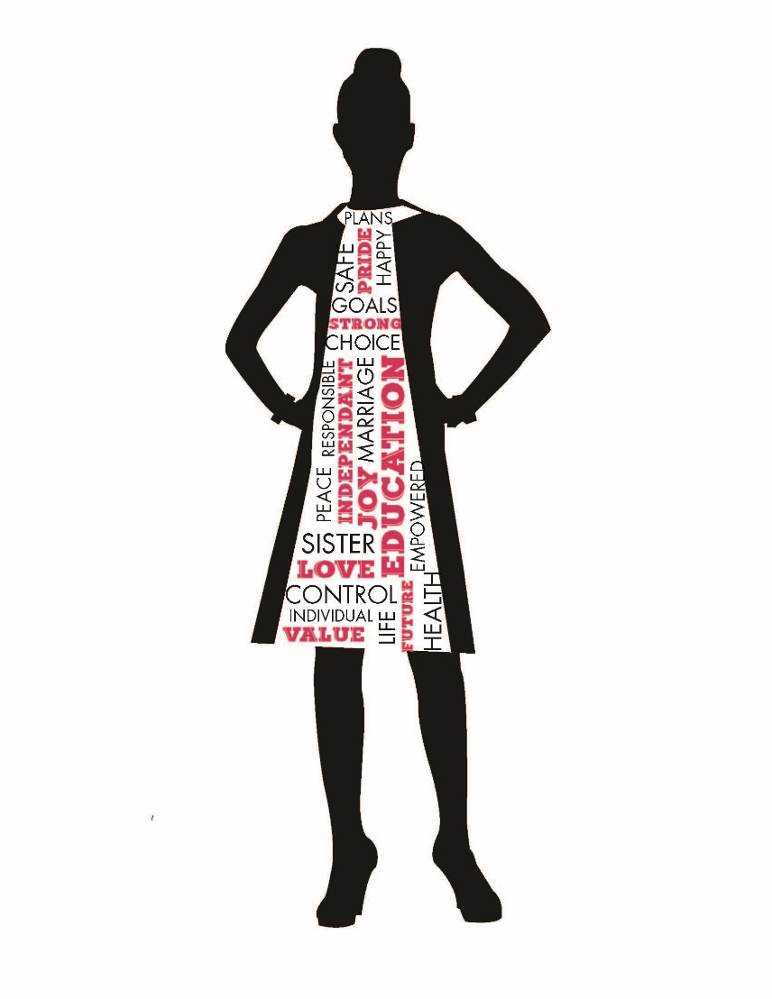 PLANS
SAFE
PRIDE
HAPPY
GOALS
STRONG
CHOICE
RESPONSIBLE
INDEPENDANT
MARRIAGE
EDUCATION
PEACE
JOY
EMPOWERED
SISTER
LOVE
CONTROL
INDIVIDUAL
VALUE
LIFE
FUTURE
HEALTH